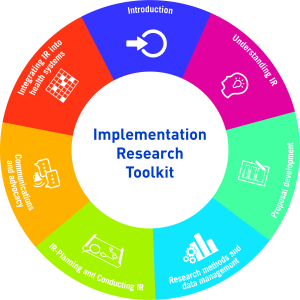 Implementation
Research
Toolkit
Introduction
Understanding IR
Proposal development
Research methods and
data management
IR-Planning and Conducting IR
Communications
and advocacy
Integrating IR into
health systems